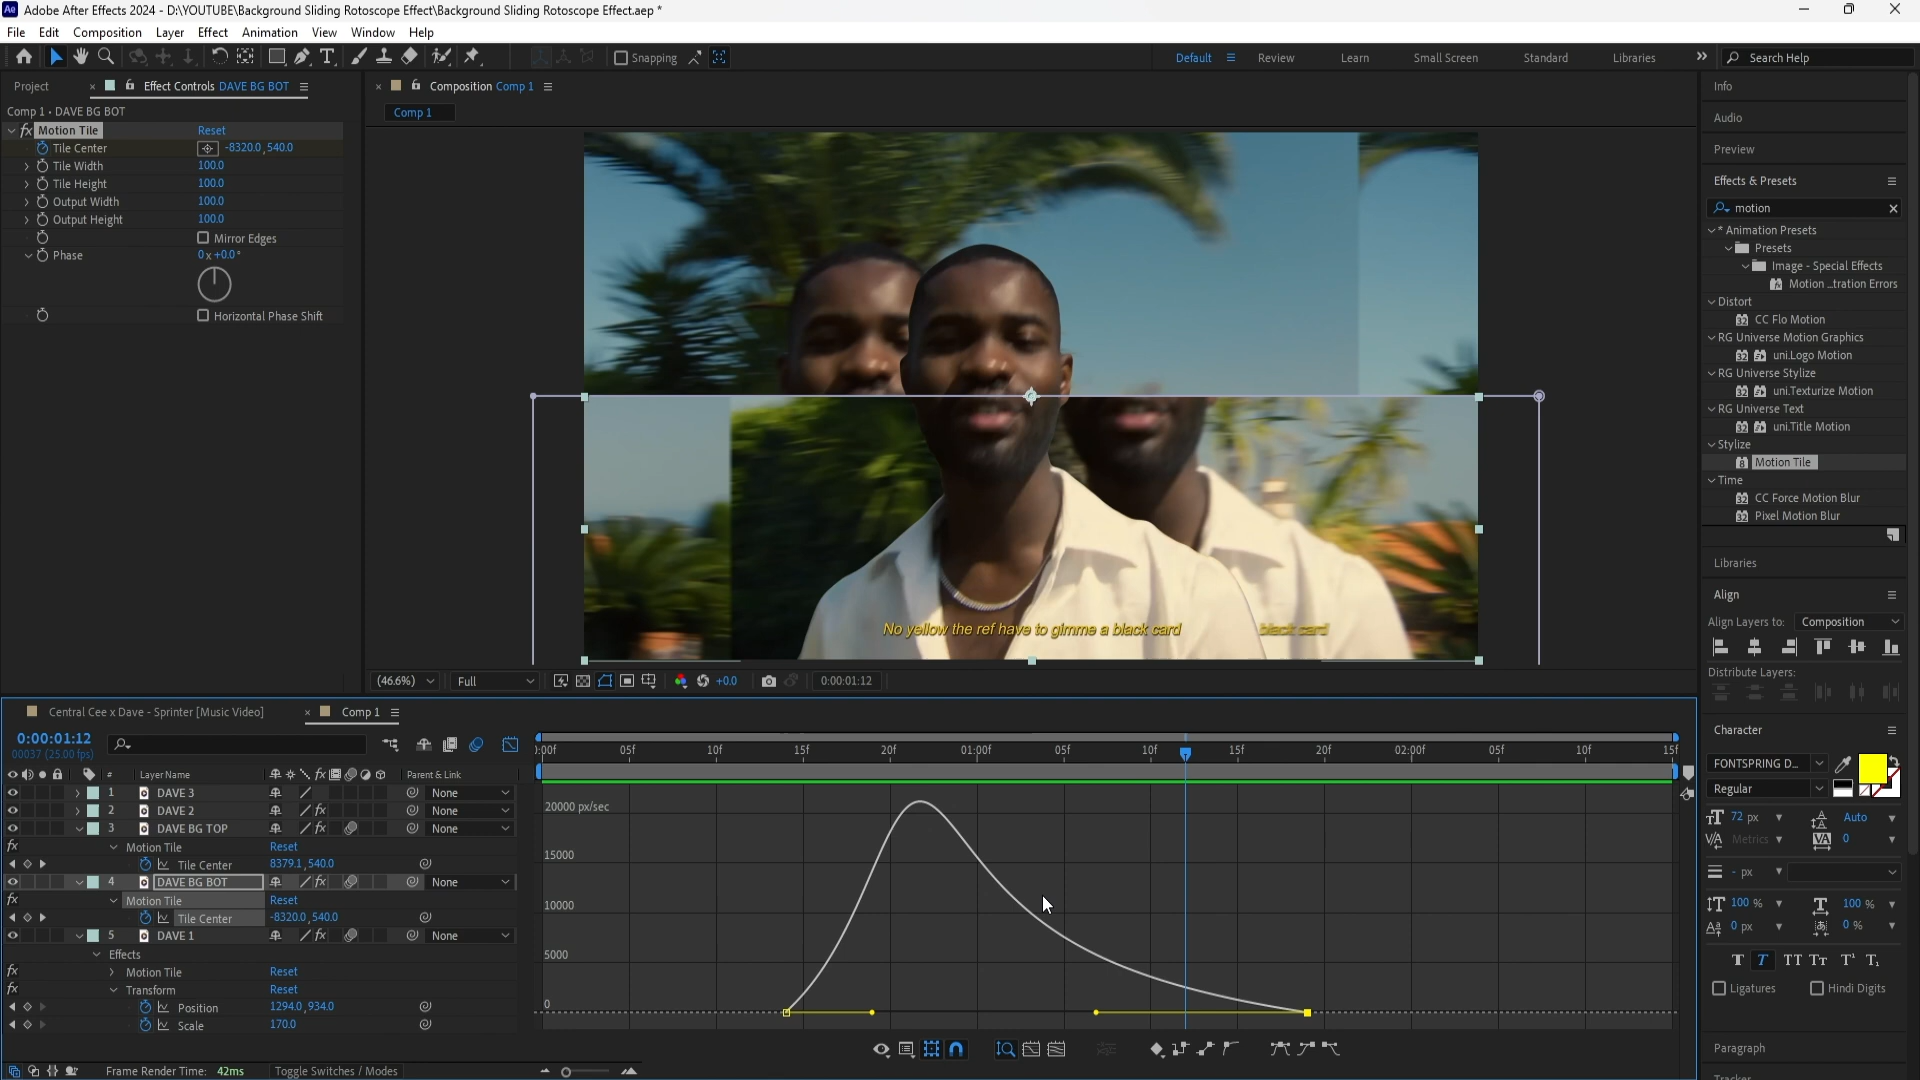 Adobe After Effects 2024 - D:\YOUTUBE\Background Sliding Rotoscope Effect\Background Sliding Rotoscope Effect.aep *
File Edit Composition Layer Effect Animation View Window Help
Snapping
Default Review Learn Small Screen Standard Libraries Search Help
Project Effect Controls DAVE BG BOT
Comp 1 • DAVE BG BOT
fx Motion Tile Reset
Tile Center -8320.0, 540.0
Tile Width 100.0
Tile Height 100.0
Output Width 100.0
Output Height 100.0
Mirror Edges
Phase 0x+0.0°
Horizontal Phase Shift
Composition Comp 1
Comp 1
No yellow the ref have to gimme a black card
black card
(46.6%) Full +0.0 0:00:01:12
Info
Audio
Preview
Effects & Presets
motion
* Animation Presets
Presets
Image - Special Effects
Motion ...tration Errors
Distort
CC Flo Motion
RG Universe Motion Graphics
uni.Logo Motion
RG Universe Stylize
uni.Texturize Motion
RG Universe Text
uni.Title Motion
Stylize
Motion Tile
Time
CC Force Motion Blur
Pixel Motion Blur
Libraries
Align
Align Layers to: Composition
Distribute Layers:
Character
FONTSPRING D...
Regular
72 px Auto
Metrics 0
- px
100 % 100 %
0 px 0 %
Ligatures Hindi Digits
Paragraph
Central Cee x Dave - Sprinter [Music Video] Comp 1
0:00:01:12
00037 (25.00 fps)
# Layer Name Parent & Link
1 DAVE 3 None
2 DAVE 2 fx None
3 DAVE BG TOP fx None
fx Motion Tile Reset
Tile Center 8379.1, 540.0
4 DAVE BG BOT fx None
fx Motion Tile Reset
Tile Center -8320.0, 540.0
5 DAVE 1 fx None
Effects
fx Motion Tile Reset
fx Transform Reset
Position 1294.0, 934.0
Scale 170.0
Frame Render Time: 42ms Toggle Switches / Modes
):00f 05f 10f 15f 20f 01:00f 05f 10f 15f 20f 02:00f 05f 10f 15f
20000 px/sec
15000
10000
5000
0